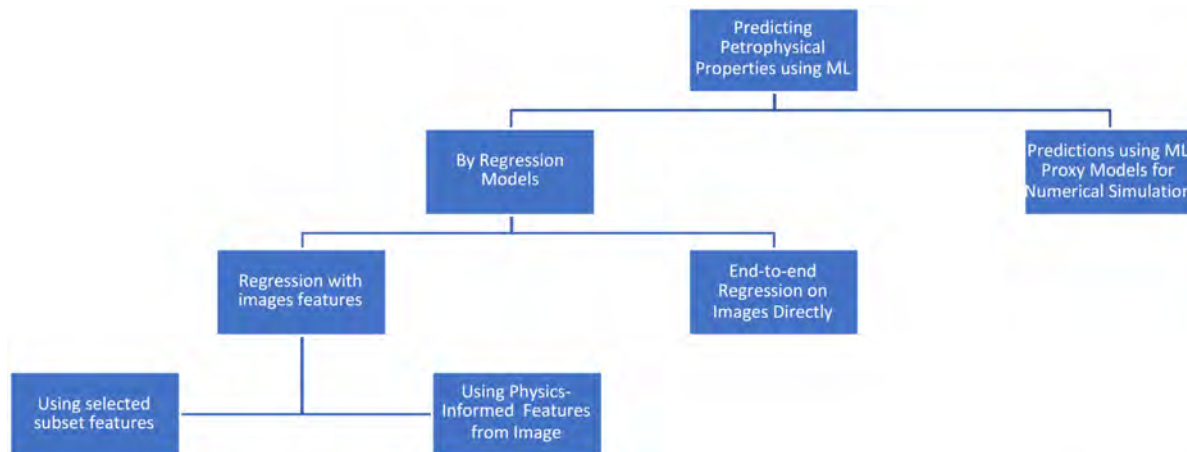 Predicting
Petrophysical
Properties using ML
By Regression
Models
Predictions using ML
Proxy Models for
Numerical Simulation
Regression with
images features
End-to-end
Regression on
Images Directly
Using selected
subset features
Using Physics-
Informed Features
from Image